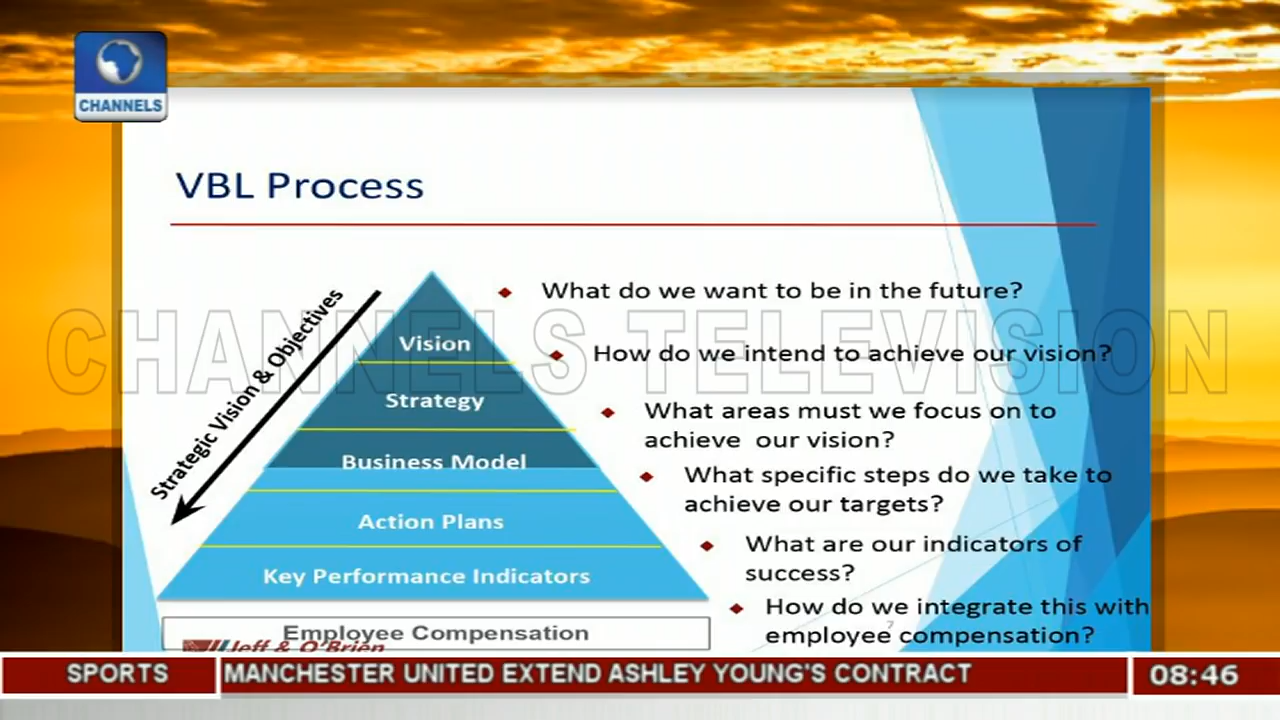 CHANNELS
VBL Process
Strategic Vision & Objectives
Vision
Strategy
Business Model
Action Plans
Key Performance Indicators
Employee Compensation
What do we want to be in the future?
How do we intend to achieve our vision?
What areas must we focus on to
achieve our vision?
What specific steps do we take to
achieve our targets?
What are our indicators of
success?
How do we integrate this with
employee compensation?
7
Jeff & O'Brien
CHANNELS TELEVISION
SPORTS
MANCHESTER UNITED EXTEND ASHLEY YOUNG'S CONTRACT
08:46